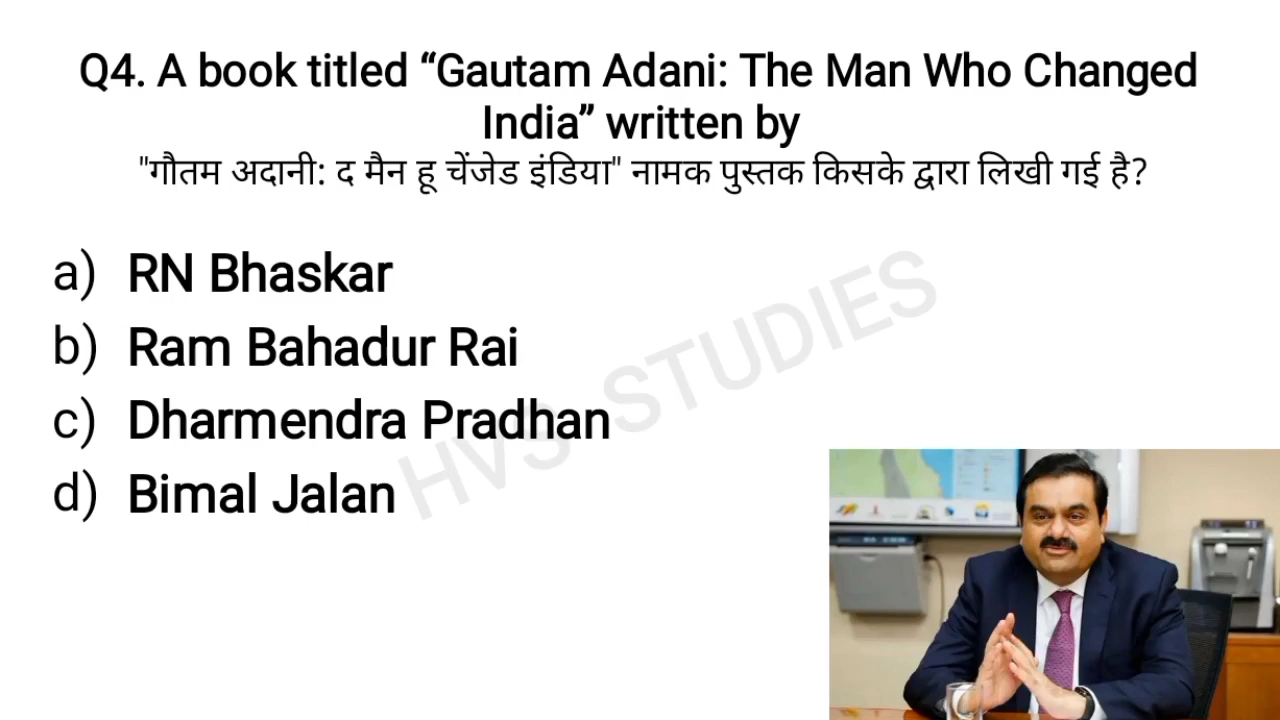 Q4. A book titled “Gautam Adani: The Man Who Changed
India” written by
"गौतम अदानी: द मैन हू चेंजेड इंडिया" नामक पुस्तक किसके द्वारा लिखी गई है?
a) RN Bhaskar
b) Ram Bahadur Rai
c) Dharmendra Pradhan
d) Bimal Jalan
HVS STUDIES